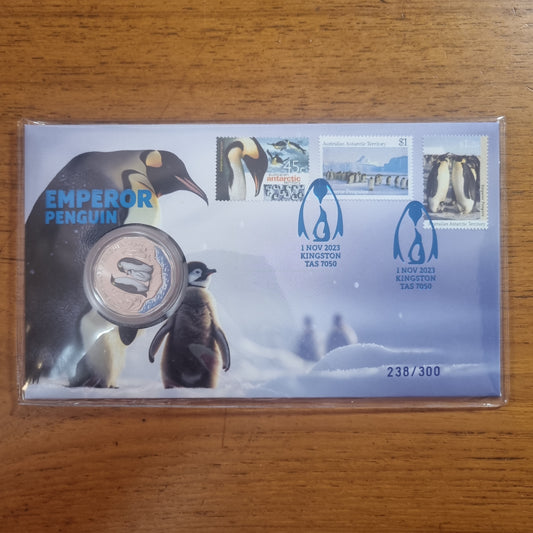 EMPEROR
PENGUIN
45c
antarctic
Australian Antarctic Territory
$1
Australian Antarctic Territory
1 NOV 2023
KINGSTON
TAS 7050
1 NOV 2023
KINGSTON
TAS 7050
238/300